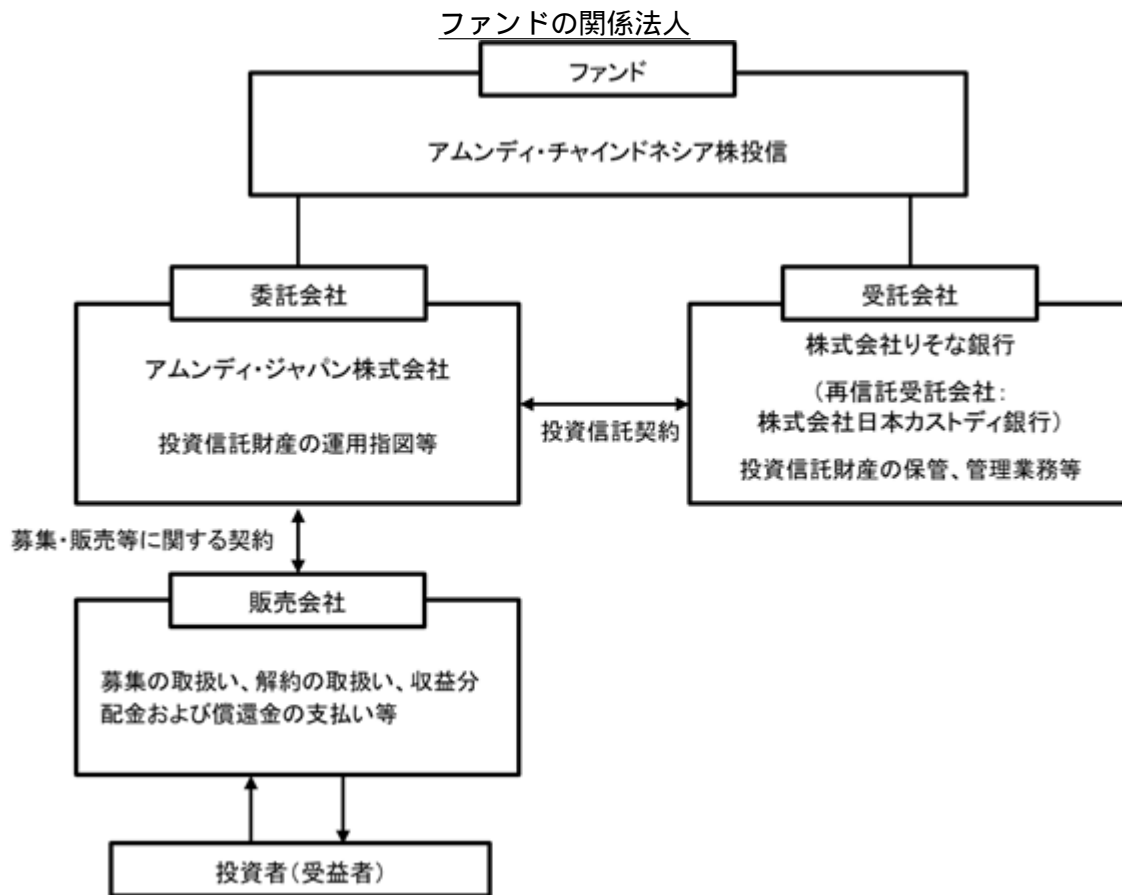 ファンドの関係法人
ファンド
アムンディ・チャインドネシア株投信
委託会社
アムンディ・ジャパン株式会社
投資信託財産の運用指図等
投資信託契約
受託会社
株式会社りそな銀行
（再信託受託会社：
株式会社日本カストディ銀行）
投資信託財産の保管、管理業務等
募集・販売等に関する契約
販売会社
募集の取扱い、解約の取扱い、収益分
配金および償還金の支払い等
投資者（受益者）